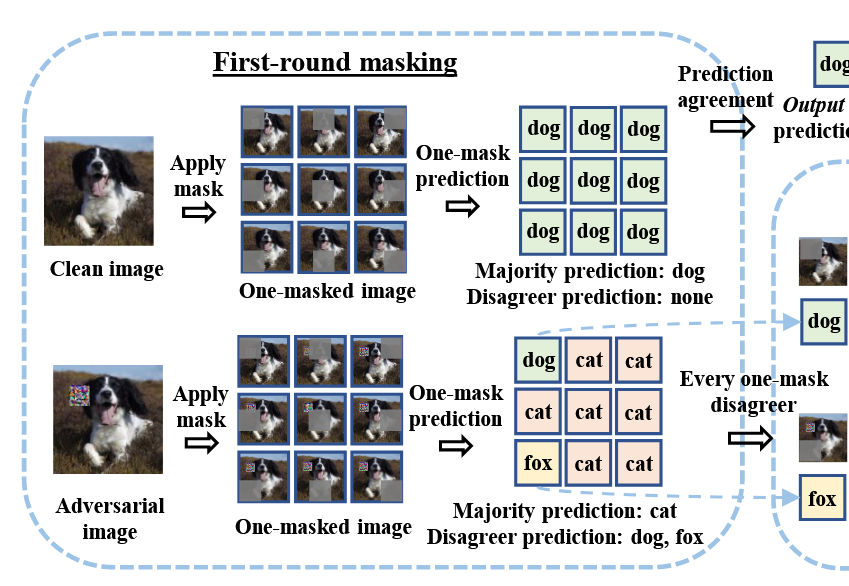 First-round masking
Prediction
agreement
dog
Output
Apply
mask
One-mask
prediction
dog dog dog
dog dog dog
dog dog dog
Clean image
One-masked image
Majority prediction: dog
Disagreer prediction: none
dog
Apply
mask
One-mask
prediction
dog cat cat
cat cat cat
fox cat cat
Every one-mask
disagreer
Adversarial
image
One-masked image
Majority prediction: cat
Disagreer prediction: dog, fox
fox